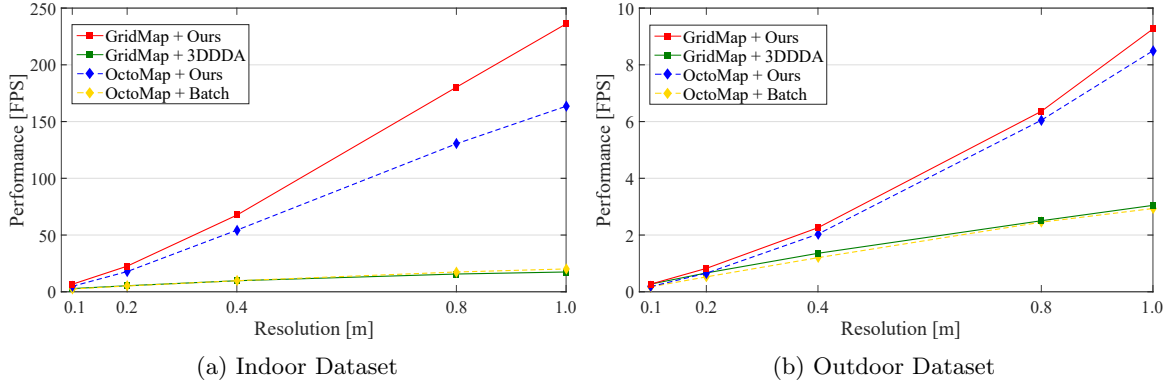 250
200
150
100
50
0
Performance [FPS]
GridMap + Ours
GridMap + 3DDDA
OctoMap + Ours
OctoMap + Batch
0.1 0.2 0.4 0.8 1.0
Resolution [m]
(a) Indoor Dataset
10
8
6
4
2
0
Performance [FPS]
GridMap + Ours
GridMap + 3DDDA
OctoMap + Ours
OctoMap + Batch
0.1 0.2 0.4 0.8 1.0
Resolution [m]
(b) Outdoor Dataset